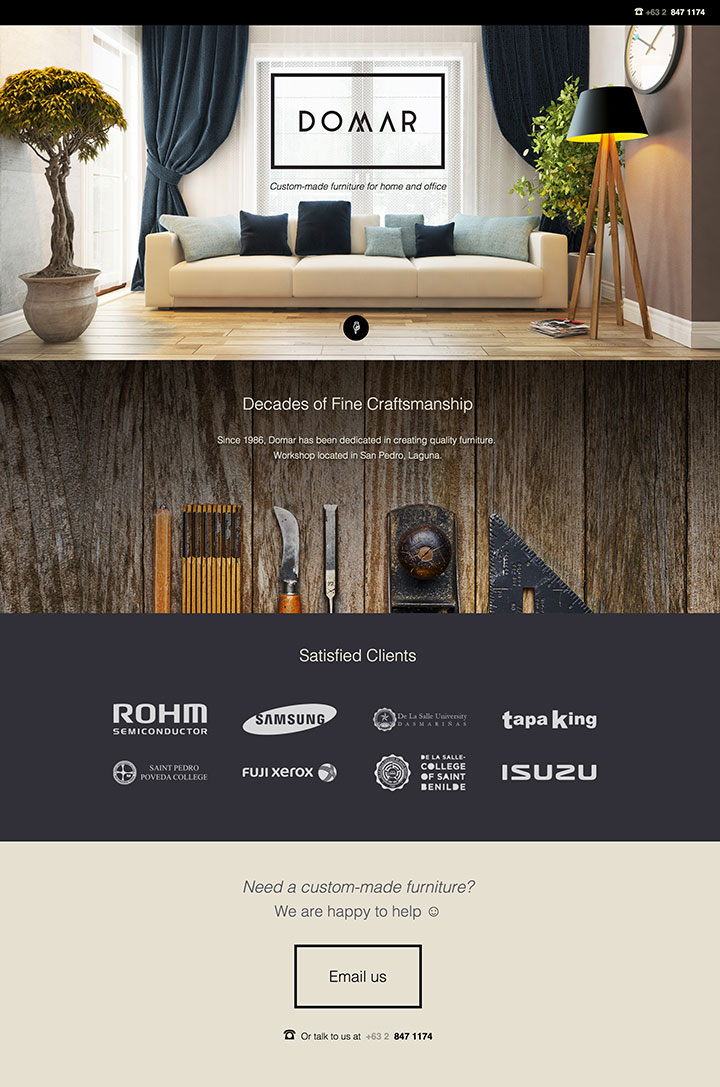 ☎ +63 2 847 1174
DOMAR
Custom-made furniture for home and office
Decades of Fine Craftsmanship
Since 1986, Domar has been dedicated in creating quality furniture.
Workshop located in San Pedro, Laguna.
Satisfied Clients
ROHM
SEMICONDUCTOR
SAMSUNG
De La Salle University
DASMARIÑAS
tapa king
SAINT PEDRO
POVEDA COLLEGE
FUJI xerox
DE LA SALLE-
COLLEGE
OF SAINT
BENILDE
ISUZU
Need a custom-made furniture?
We are happy to help ☺
Email us
☎ Or talk to us at +63 2 847 1174